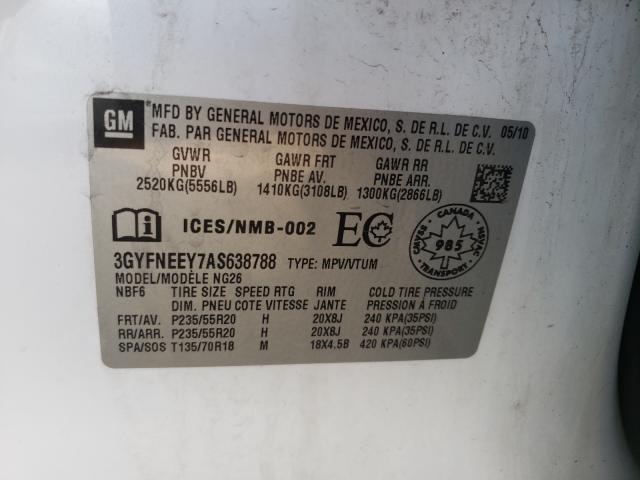 GM
*MFD BY GENERAL MOTORS DE MEXICO, S. DE R.L. DE C.V. 05/10
FAB. PAR GENERAL MOTORS DE MEXICO, S. DE R.L. DE C.V.
GVWR GAWR FRT GAWR RR
PNBV PNBE AV. PNBE ARR.
2520KG(5556LB) 1410KG(3108LB) 1300KG(2866LB)
i ICES/NMB-002 EC
CANADA
CMVSS 985 NSVAC
TRANSPORT
3GYFNEEY7AS638788 TYPE: MPV/VTUM
MODEL/MODÈLE NG26
NBF6 TIRE SIZE SPEED RTG RIM COLD TIRE PRESSURE
DIM. PNEU COTE VITESSE JANTE PRESSION À FROID
FRT/AV. P235/55R20 H 20X8J 240 KPA(35PSI)
RR/ARR. P235/55R20 H 20X8J 240 KPA(35PSI)
SPA/SOS T135/70R18 M 18X4.5B 420 KPA(60PSI)